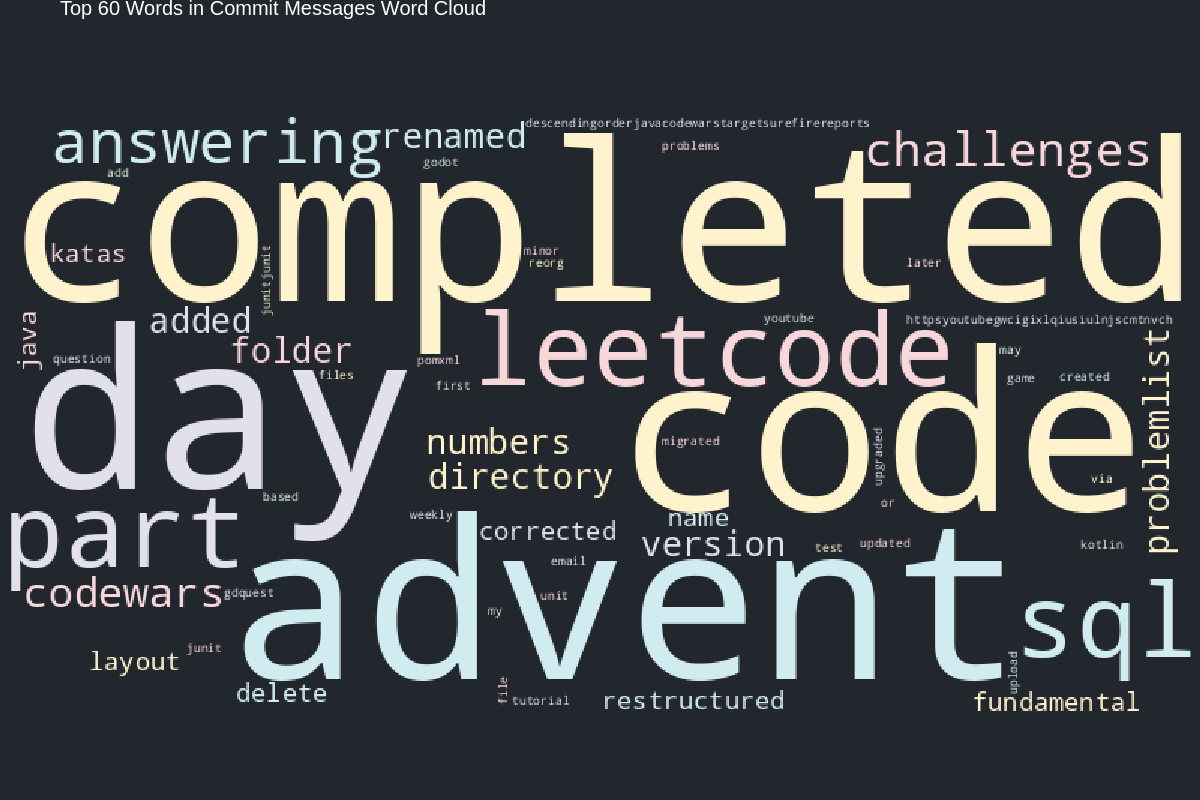 Top 60 Words in Commit Messages Word Cloud
descendingorderjavacodewarstargetsurefirereports
answering
renamed
challenges
problems
godot
add
completed
katas
junitjunit
minor
reorg
later
java
added
leetcode
youtube
httpsyoutubegwcigixlqiusiulnjscmtnvch
folder
question
files
pomxml
first
may
game
created
problemlist
day
code
numbers
migrated
upgraded
directory
via
based
or
part
weekly
name
corrected
version
test
updated
kotlin
email
codewars
gdquest
advent
unit
my
sql
junit
layout
upload
delete
file
tutorial
restructured
fundamental